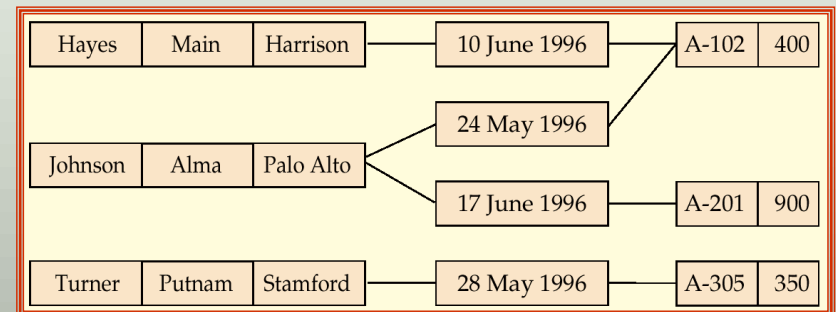 Hayes Main Harrison 10 June 1996 A-102 400
24 May 1996
Johnson Alma Palo Alto
17 June 1996 A-201 900
Turner Putnam Stamford 28 May 1996 A-305 350